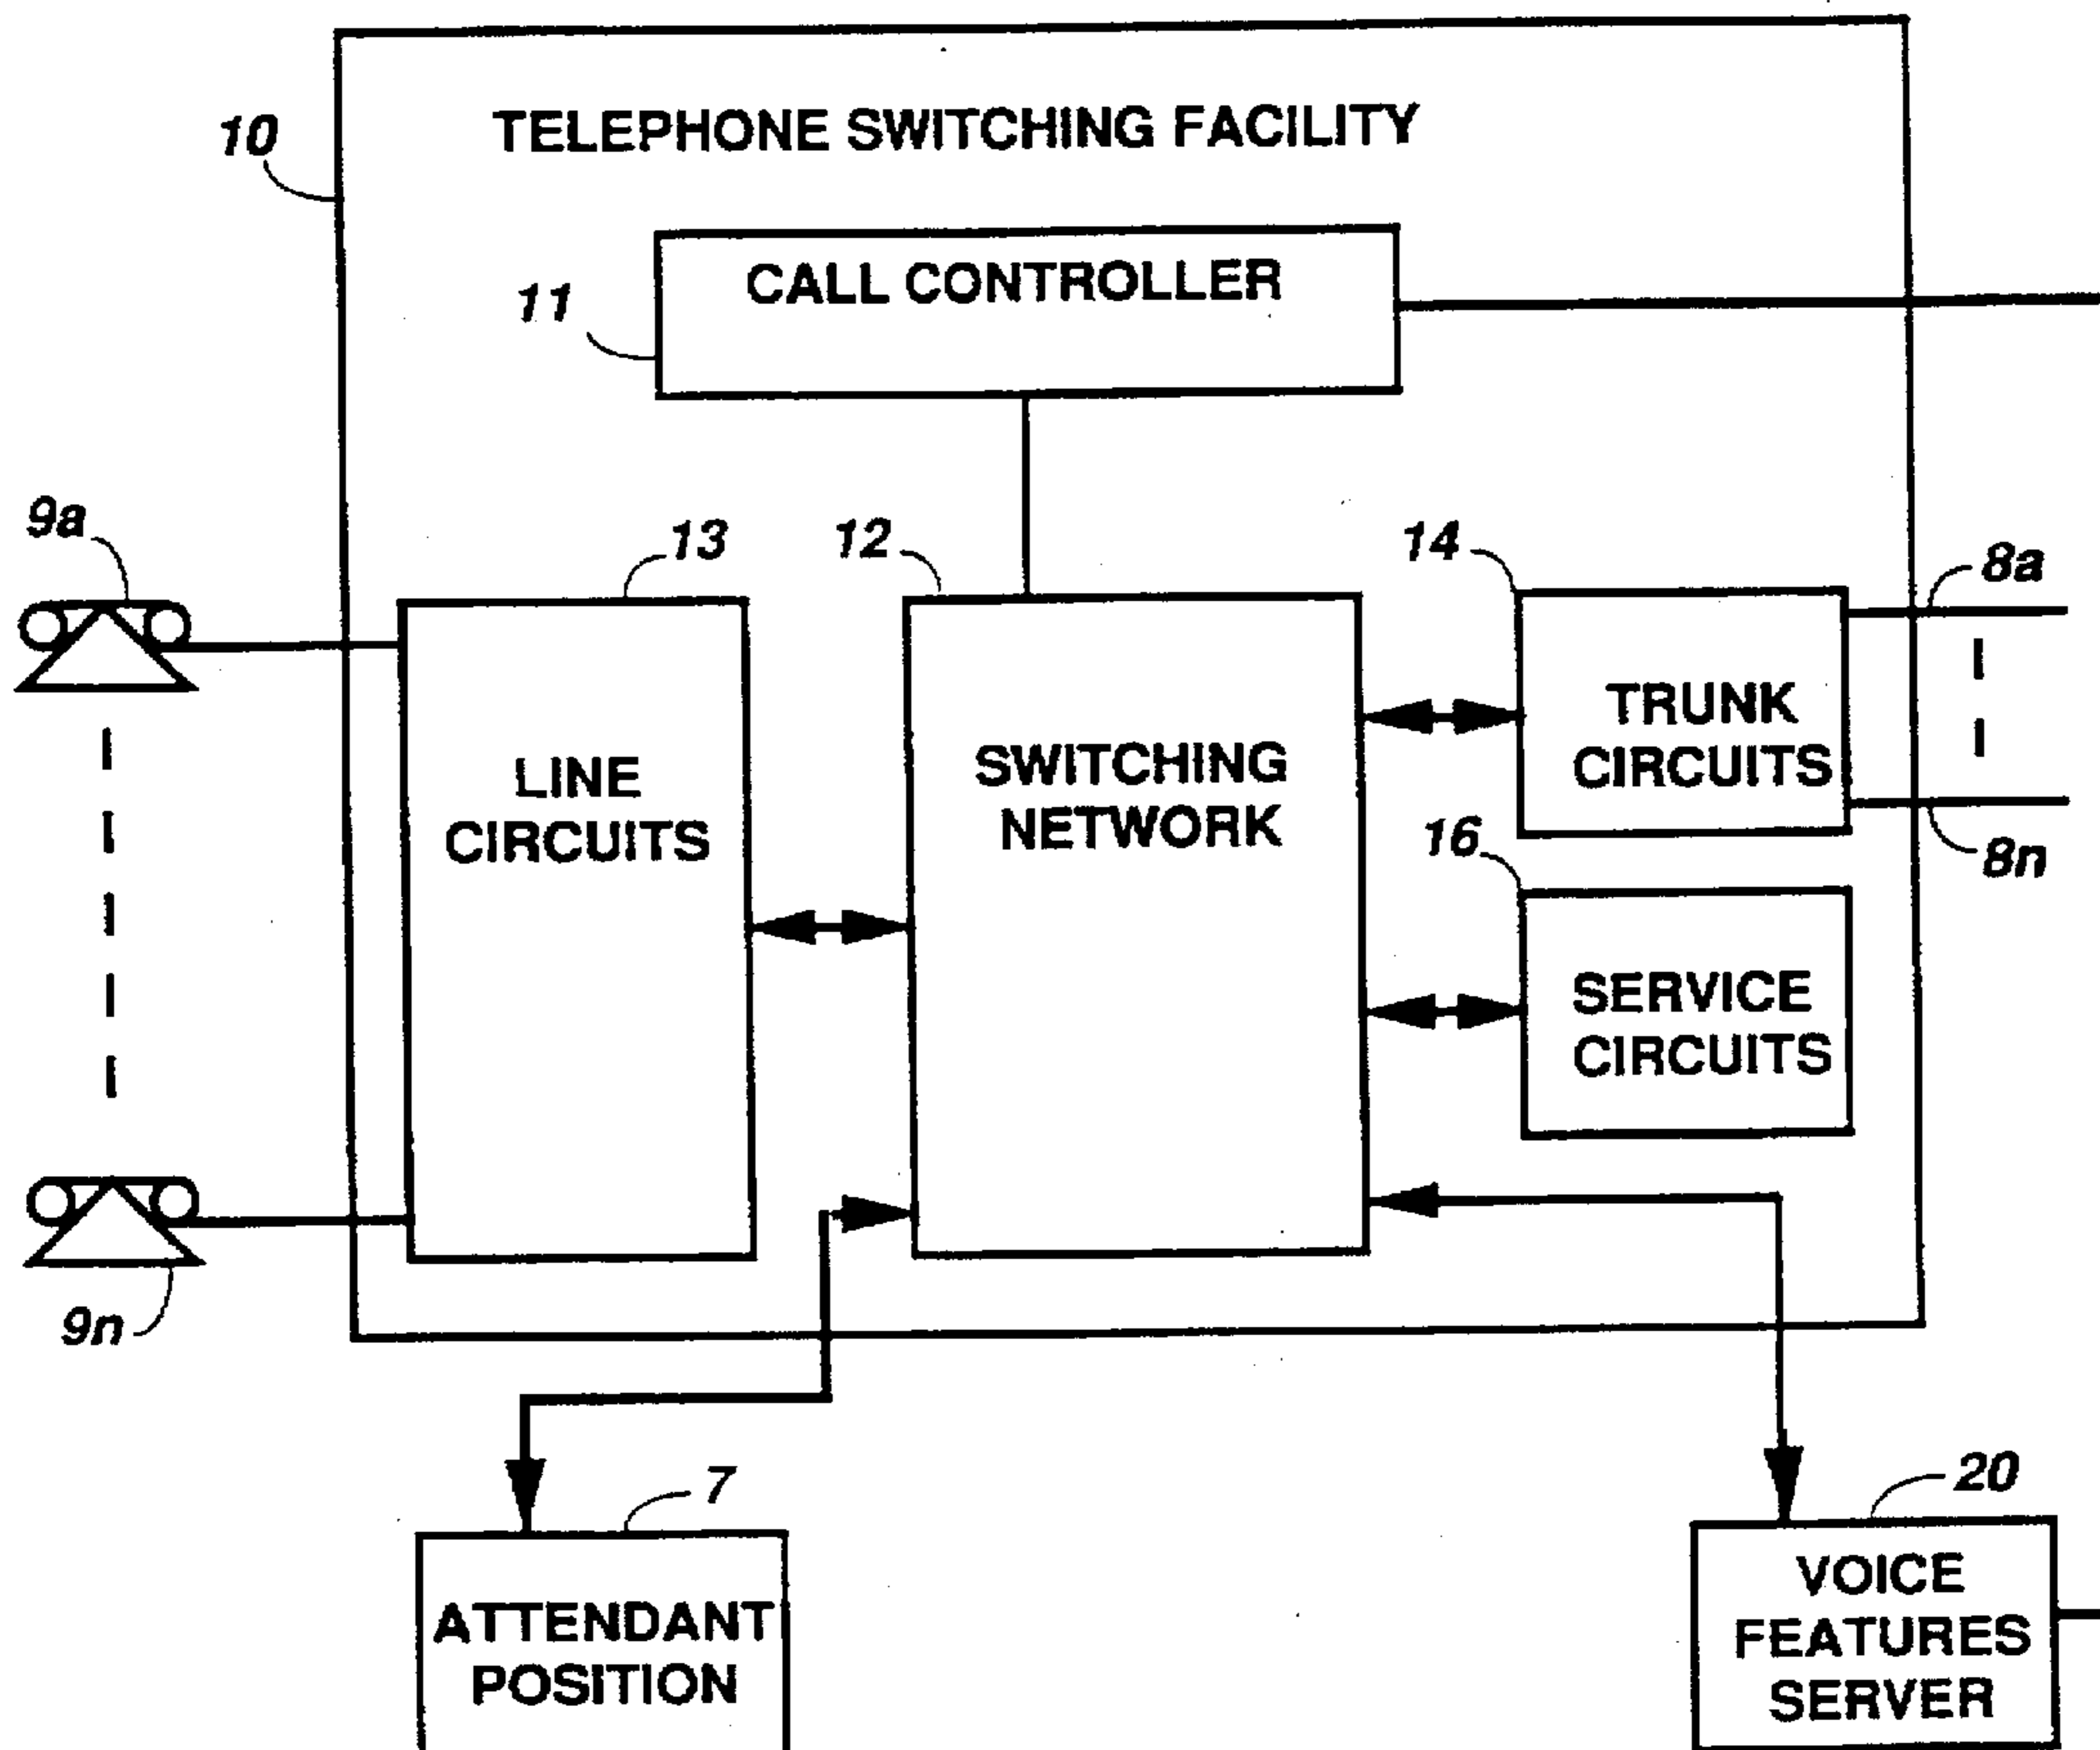 10
TELEPHONE SWITCHING FACILITY
11
CALL CONTROLLER
9a
13
12
14
8a
LINE
CIRCUITS
SWITCHING
NETWORK
TRUNK
CIRCUITS
8n
16
SERVICE
CIRCUITS
9n
7
ATTENDANT
POSITION
20
VOICE
FEATURES
SERVER